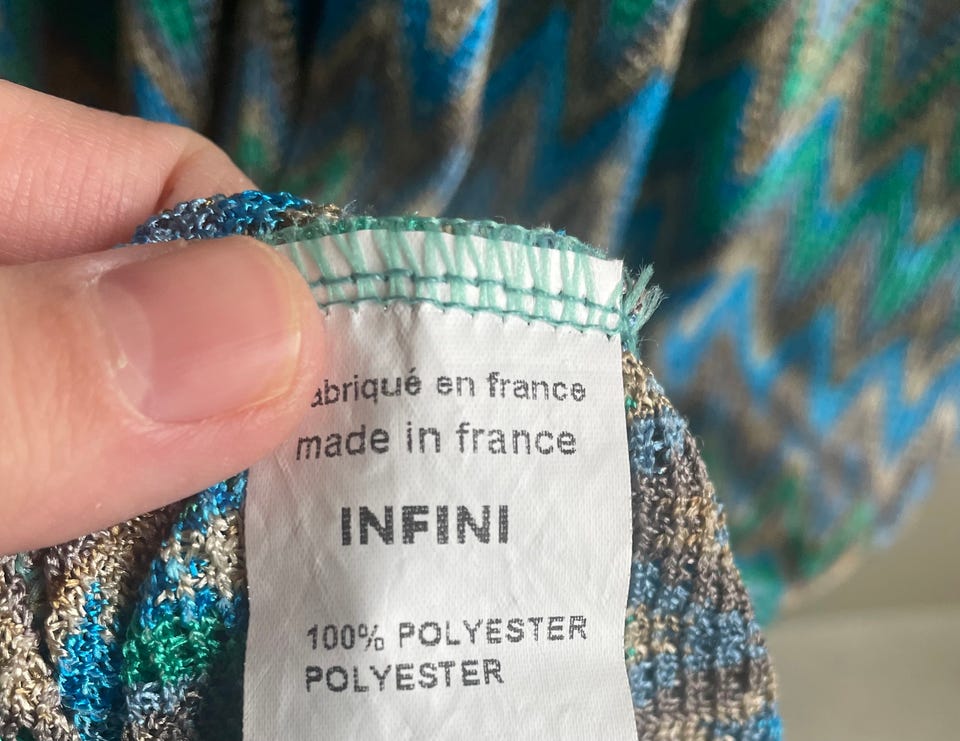 abriqué en france
made in france
INFINI
100% POLYESTER
POLYESTER